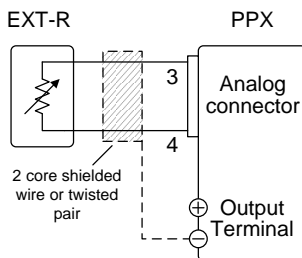 EXT-R
PPX
3
Analog
connector
4
2 core shielded
wire or twisted
pair
+
Output
Terminal
−